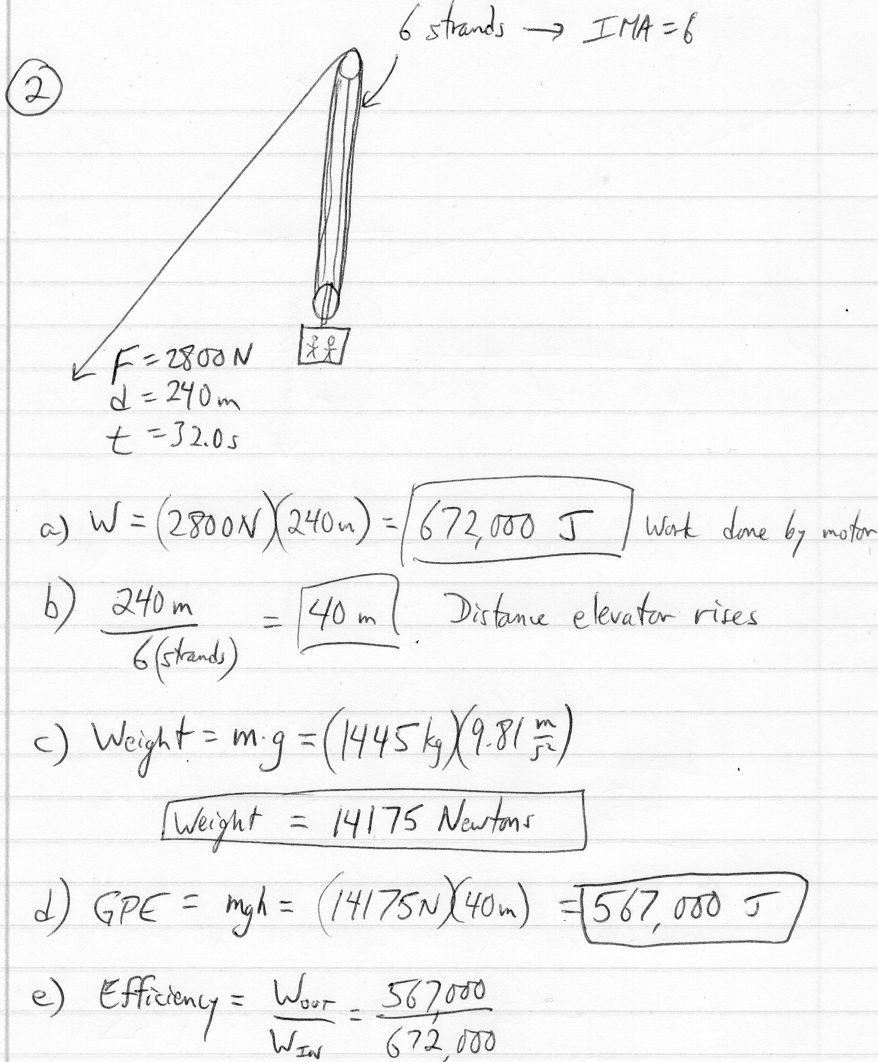 6 strands → IMA = 6
2
F = 2800 N
d = 240 m
t = 32.0 s
a) W = (2800N)(240m) = 672,000 J Work done by motor
b) 240 m / 6 (strands) = 40 m. Distance elevator rises
c) Weight = m·g = (1445 kg)(9.81 m/s²)
Weight = 14175 Newtons
d) GPE = mgh = (14175N)(40m) = 567,000 J
e) Efficiency = W_OUT / W_IN = 567,000 / 672,000